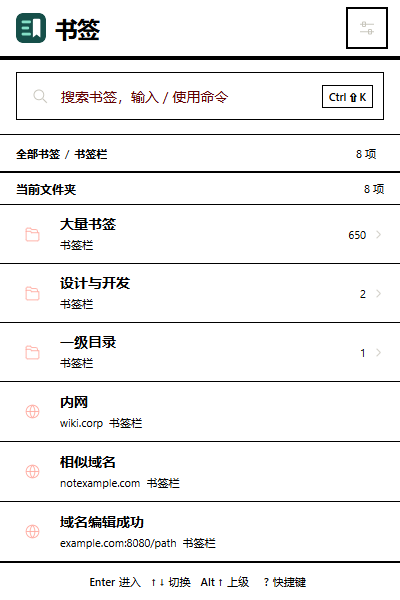 书签
搜索书签，输入 / 使用命令 Ctrl ⇧ K
全部书签 / 书签栏 8 项
当前文件夹 8 项
大量书签
书签栏 650
设计与开发
书签栏 2
一级目录
书签栏 1
内网
wiki.corp 书签栏
相似域名
notexample.com 书签栏
域名编辑成功
example.com:8080/path 书签栏
Enter 进入 ↑↓ 切换 Alt ↑ 上级 ? 快捷键